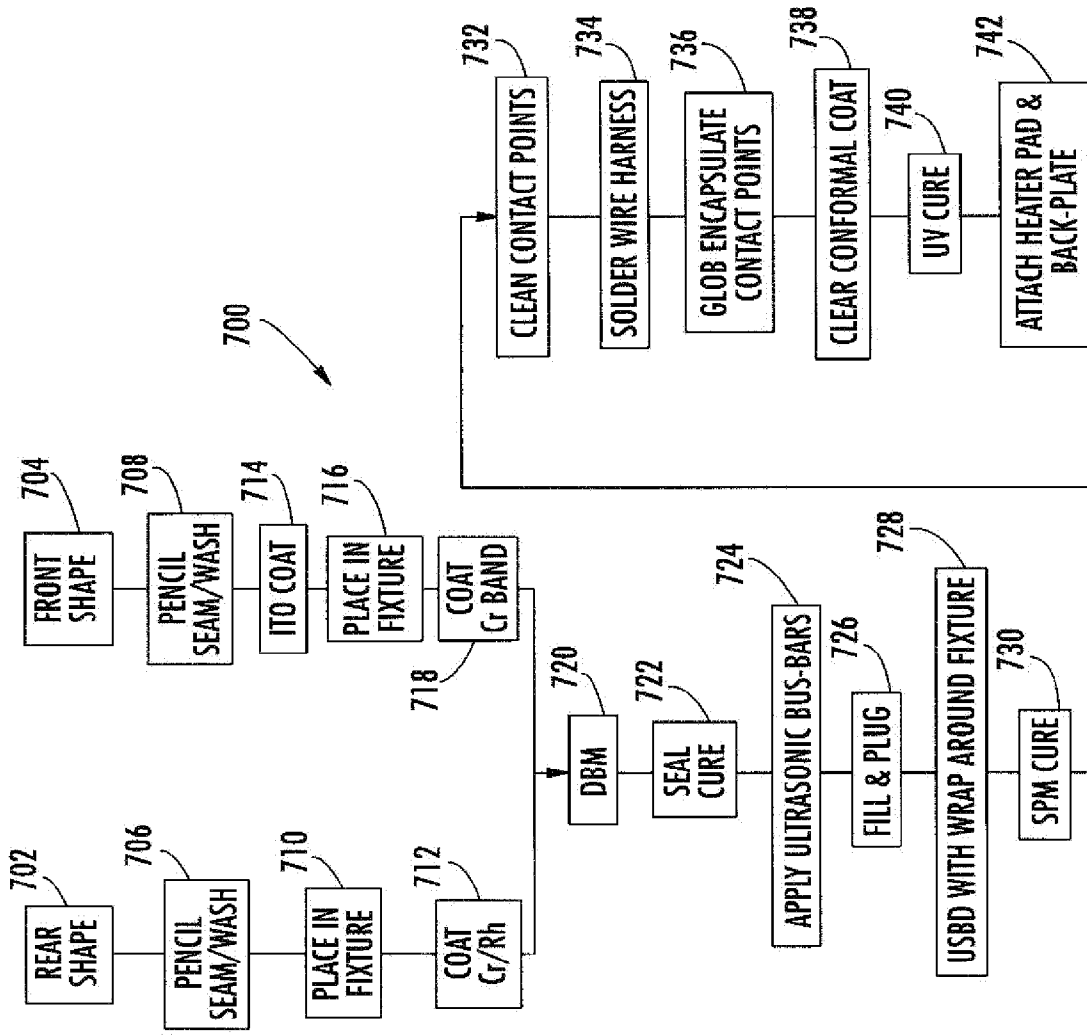 700
702
REAR
SHAPE
706
PENCIL
SEAM/WASH
710
PLACE IN
FIXTURE
712
COAT
Cr/Rh
704
FRONT
SHAPE
708
PENCIL
SEAM/WASH
714
ITO COAT
716
PLACE IN
FIXTURE
COAT
Cr BAND
718
720
DBM
722
SEAL
CURE
724
APPLY ULTRASONIC BUS-BARS
726
FILL & PLUG
728
USBD WITH WRAP AROUND FIXTURE
730
SPM CURE
732
CLEAN CONTACT POINTS
734
SOLDER WIRE HARNESS
736
GLOB ENCAPSULATE
CONTACT POINTS
738
CLEAR CONFORMAL COAT
740
UV CURE
742
ATTACH HEATER PAD &
BACK-PLATE